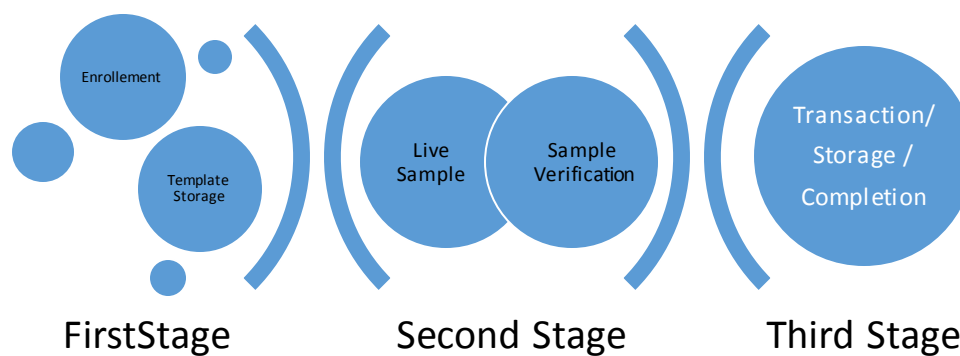 Enrollement
Template
Storage
FirstStage
Live
Sample
Sample
Verification
Second Stage
Transaction/
Storage /
Completion
Third Stage